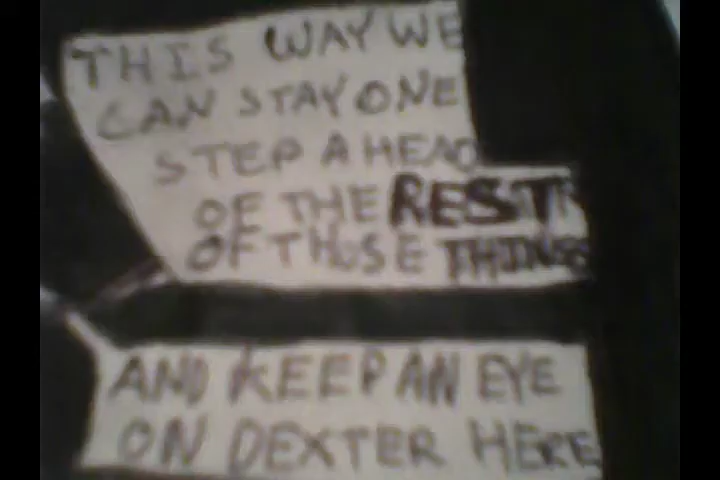 THIS WAY WE
CAN STAY ONE
STEP AHEAD
OF THE REST
OF THOSE THINGS
AND KEEP AN EYE
ON DEXTER HERE